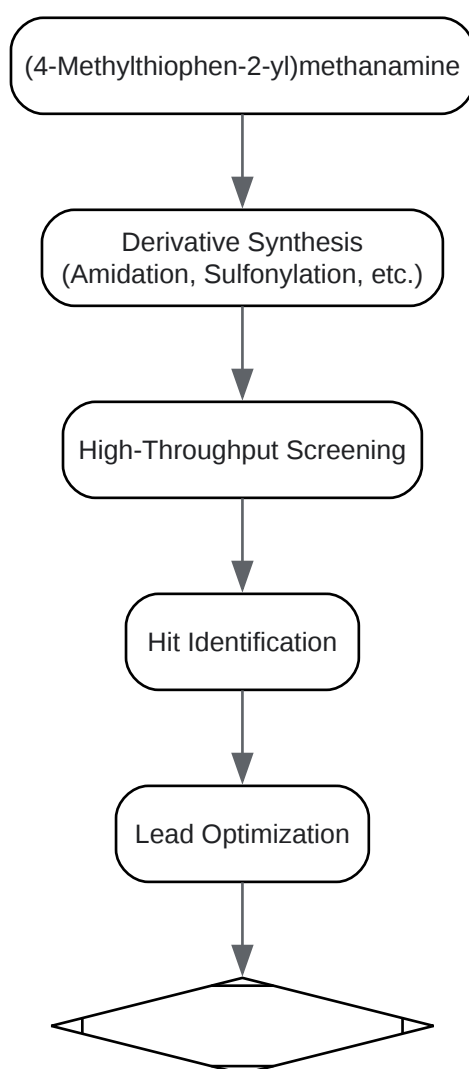 (4-Methylthiophen-2-yl)methanamine
Derivative Synthesis
(Amidation, Sulfonylation, etc.)
High-Throughput Screening
Hit Identification
Lead Optimization